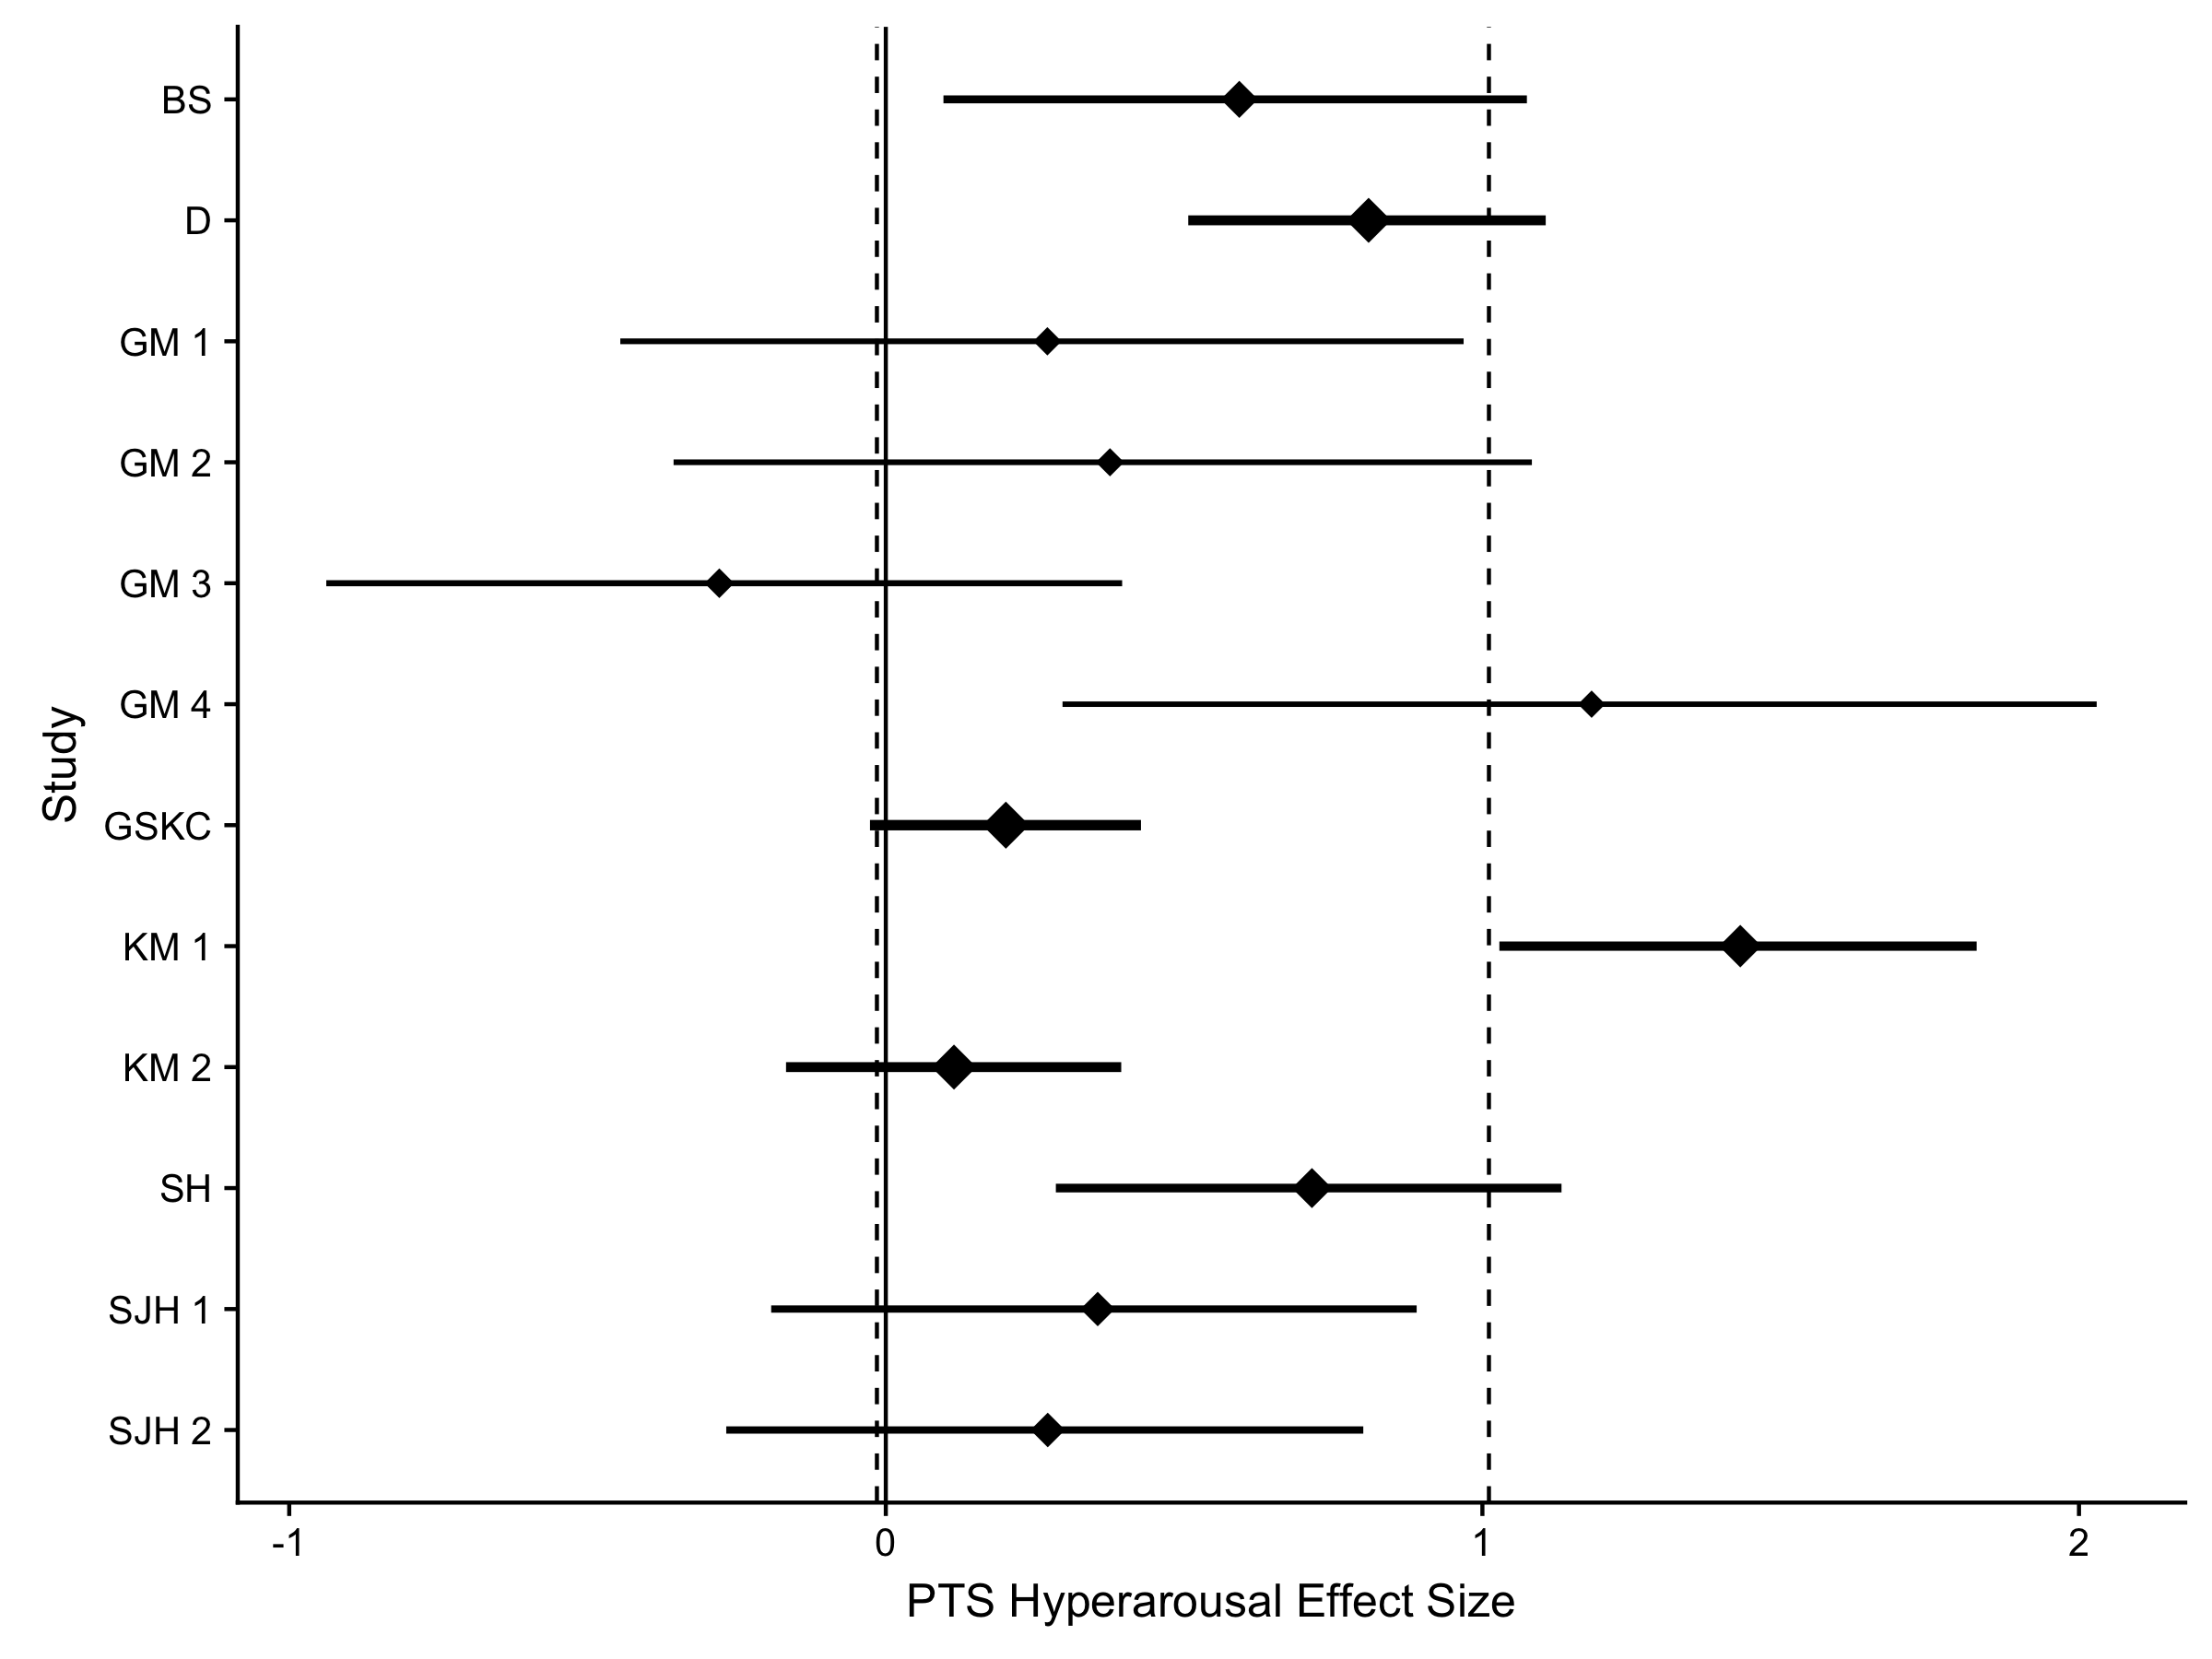 BS
D
GM 1
GM 2
GM 3
GM 4
GSKC
KM 1
KM 2
SH
SJH 1
SJH 2
Study
-1 0 1 2
PTS Hyperarousal Effect Size